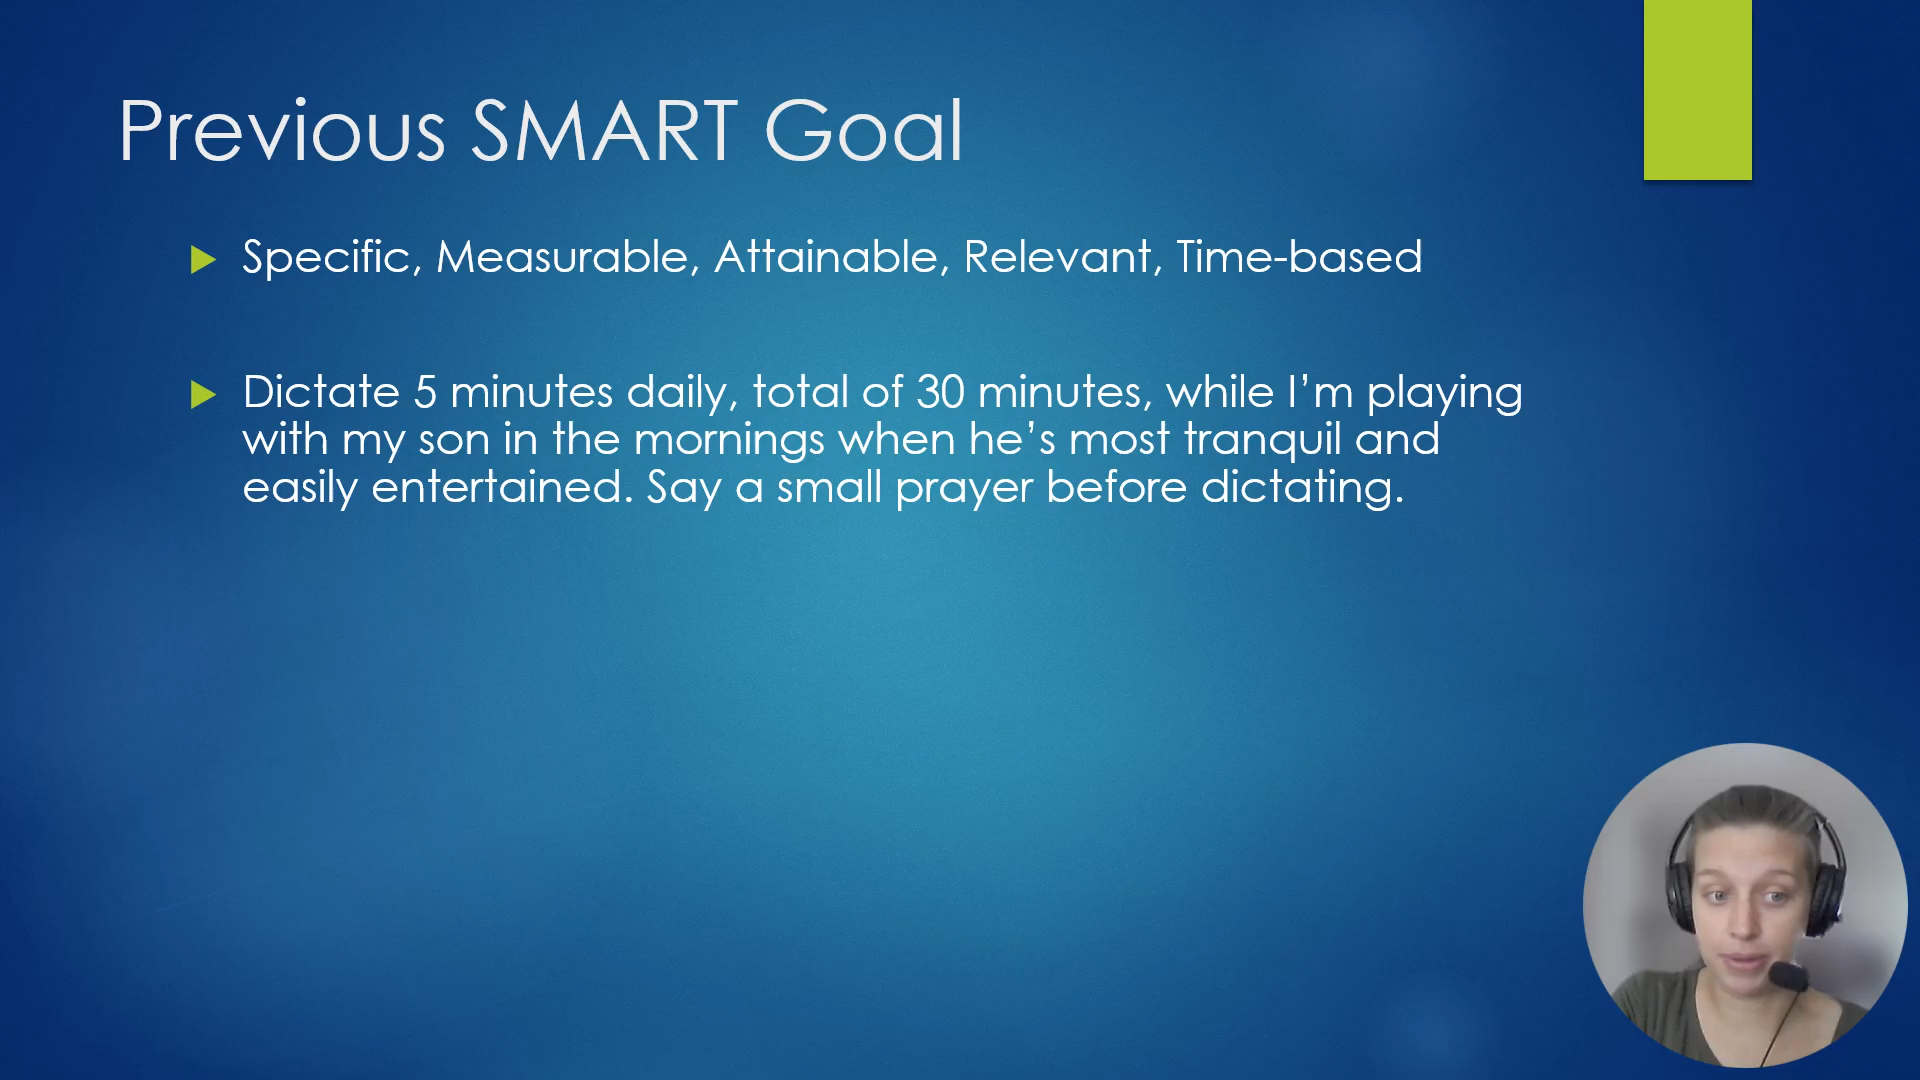 Previous SMART Goal
Specific, Measurable, Attainable, Relevant, Time-based
Dictate 5 minutes daily, total of 30 minutes, while I’m playing
with my son in the mornings when he’s most tranquil and
easily entertained. Say a small prayer before dictating.